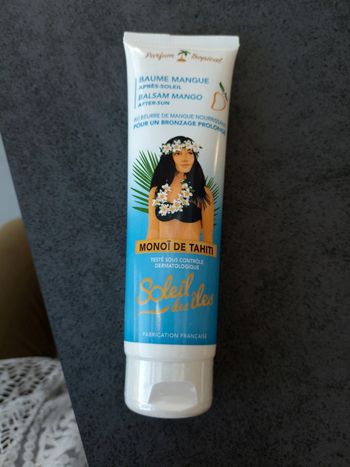 Parfum Tropical
BAUME MANGUE
APRÈS-SOLEIL
BALSAM MANGO
AFTER-SUN
AU BEURRE DE MANGUE NOURRISSANT
POUR UN BRONZAGE PROLONGÉ
MONOÏ DE TAHITI
TESTÉ SOUS CONTRÔLE
DERMATOLOGIQUE
Soleil
des îles
FABRICATION FRANÇAISE